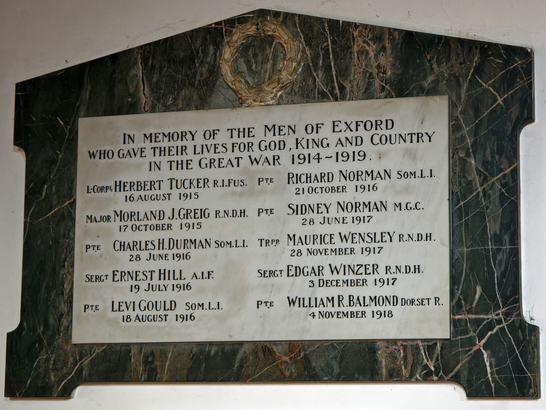 IN MEMORY OF THE MEN OF EXFORD
WHO GAVE THEIR LIVES FOR GOD, KING AND COUNTRY
IN THE GREAT WAR 1914~1919.
L-CORPL HERBERT TUCKER R.I.FUS.
16 AUGUST 1915
MAJOR MORLAND J. GREIG R.N.D.H.
17 OCTOBER 1915
PTE CHARLES H. DURMAN SOM.L.I.
28 JUNE 1916
SERGT ERNEST HILL A.I.F.
19 JULY 1916
PTE LEVI GOULD SOM.L.I.
18 AUGUST 1916
PTE RICHARD NORMAN SOM.L.I.
21 OCTOBER 1916
PTE SIDNEY NORMAN M.G.C.
28 JUNE 1917
TRPR MAURICE WENSLEY R.N.D.H.
28 NOVEMBER 1917
SERGT EDGAR WINZER R.N.D.H.
3 DECEMBER 1917
PTE WILLIAM R. BALMOND DORSET R.
4 NOVEMBER 1918